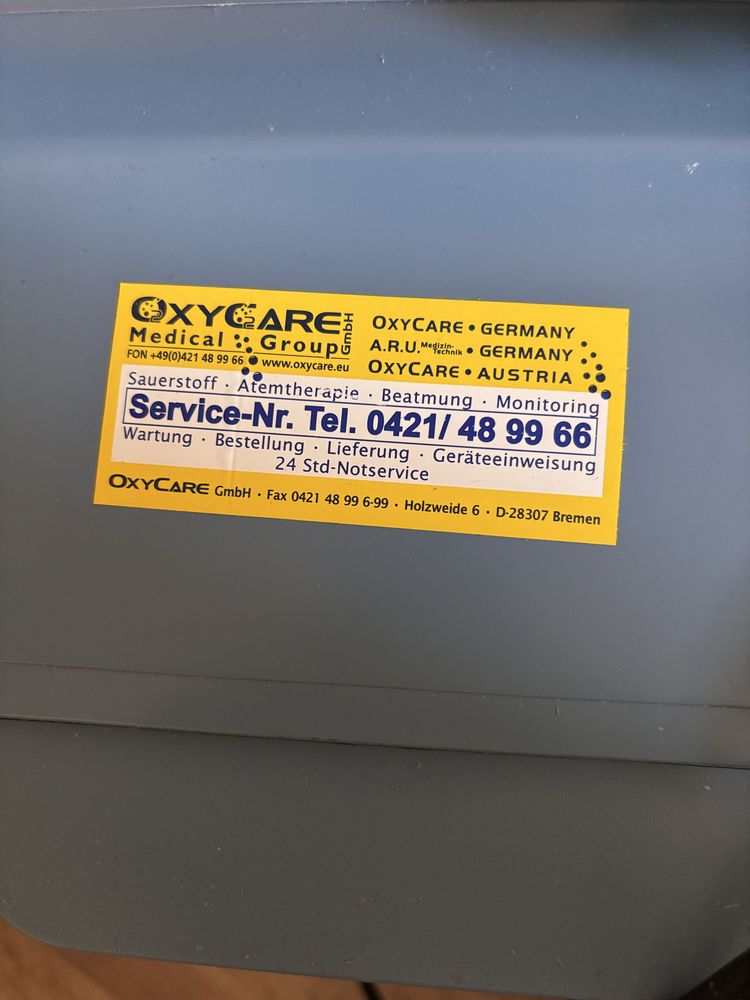 OXYCARE GmbH
Medical Group
FON +49(0)421 48 99 66 • www.oxycare.eu
OXYCARE • GERMANY
A.R.U. Medizin-Technik • GERMANY
OXYCARE • AUSTRIA
Sauerstoff · Atemtherapie · Beatmung · Monitoring
Service-Nr. Tel. 0421/ 48 99 66
Wartung · Bestellung · Lieferung · Geräteeinweisung
24 Std-Notservice
OXYCARE GmbH · Fax 0421 48 99 6-99 · Holzweide 6 · D-28307 Bremen